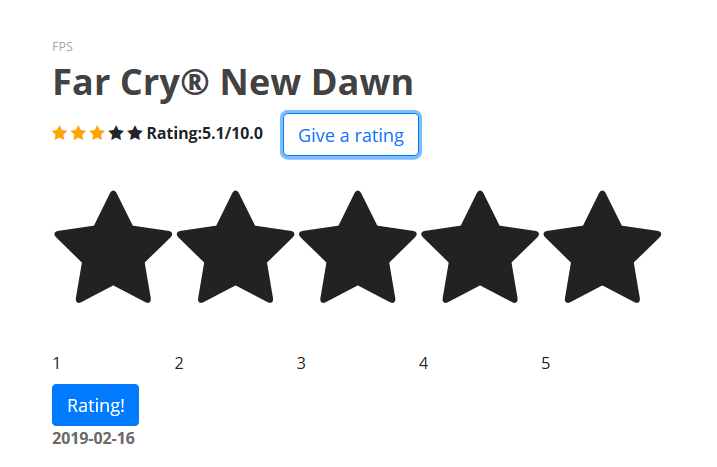 FPS
Far Cry® New Dawn
Rating:5.1/10.0 Give a rating
1 2 3 4 5
Rating!
2019-02-16